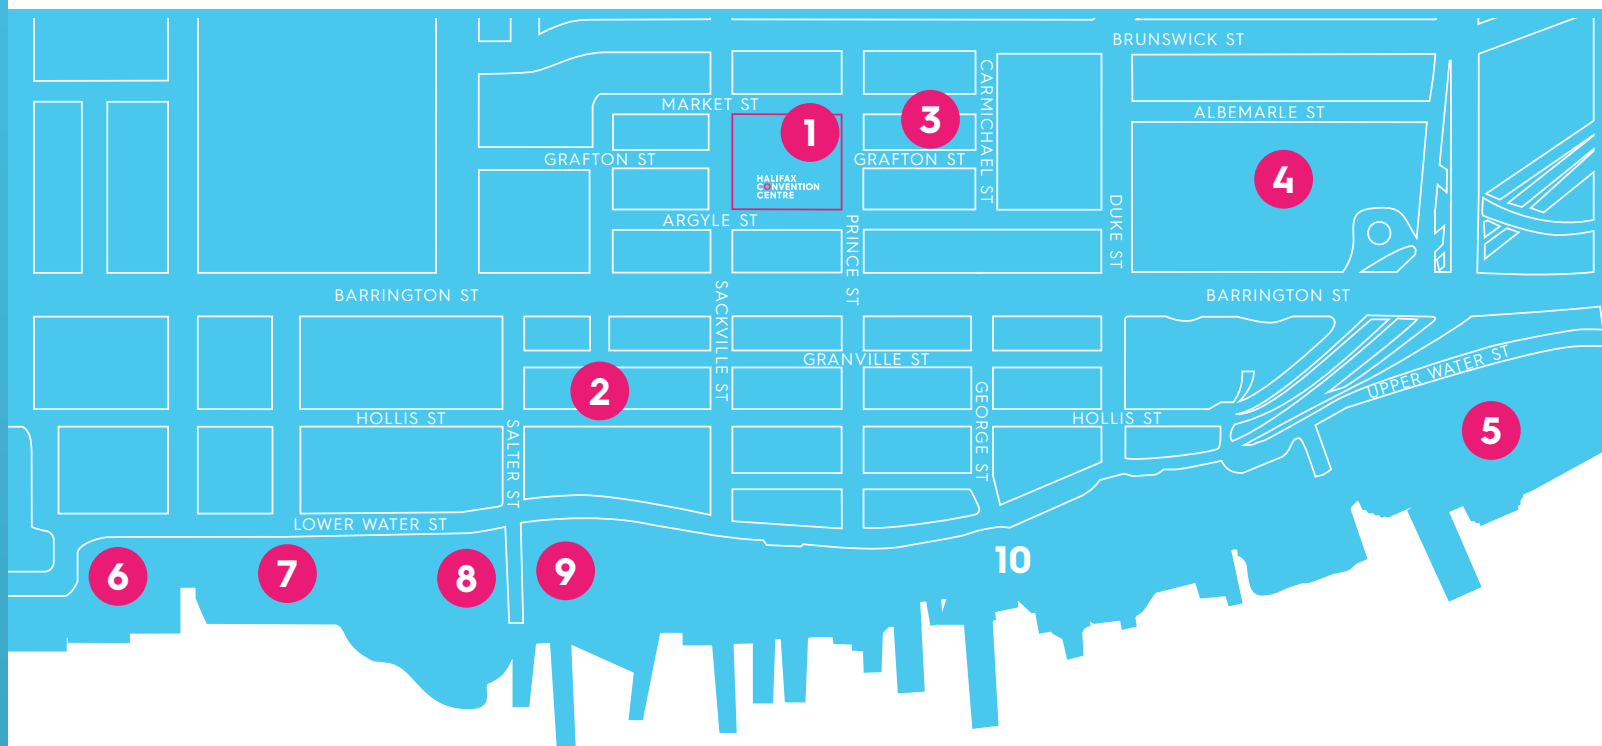 BRUNSWICK ST
CARMICHAEL ST
MARKET ST
3
1
ALBEMARLE ST
GRAFTON ST
GRAFTON ST
4
HALIFAX
CONVENTION
CENTRE
ARGYLE ST
PRINCE ST
DUKE ST
BARRINGTON ST
BARRINGTON ST
SACKVILLE ST
GRANVILLE ST
UPPER WATER ST
2
GEORGE ST
HOLLIS ST
HOLLIS ST
5
SALTER ST
LOWER WATER ST
6
7
8
9
10